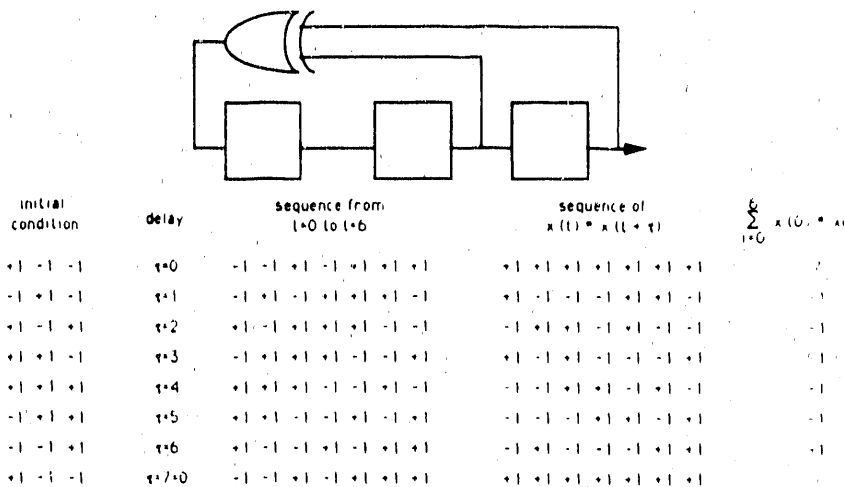 initial sequence from sequence of 6
condition delay t=0 to t=6 x (t) * x (t + τ) Σ x (t) * x(
i=0
+1 -1 -1 τ=0 -1 -1 +1 -1 +1 +1 +1 +1 +1 +1 +1 +1 +1 +1
-1 +1 -1 τ=1 -1 +1 -1 +1 +1 +1 -1 +1 -1 -1 -1 +1 +1 -1 -1
+1 -1 +1 τ=2 +1 -1 +1 +1 +1 -1 -1 -1 +1 +1 -1 +1 -1 -1 -1
+1 +1 -1 τ=3 -1 +1 +1 +1 -1 -1 +1 +1 -1 +1 -1 -1 -1 +1 -1
+1 +1 +1 τ=4 +1 +1 +1 -1 -1 +1 -1 -1 -1 +1 +1 -1 +1 -1 -1
-1 +1 +1 τ=5 +1 +1 -1 -1 +1 -1 +1 -1 -1 -1 +1 +1 -1 +1 -1
-1 -1 +1 τ=6 +1 -1 -1 +1 -1 +1 +1 -1 +1 -1 -1 -1 +1 +1 -1
+1 -1 -1 τ=7=0 -1 -1 +1 -1 +1 +1 +1 +1 +1 +1 +1 +1 +1 +1